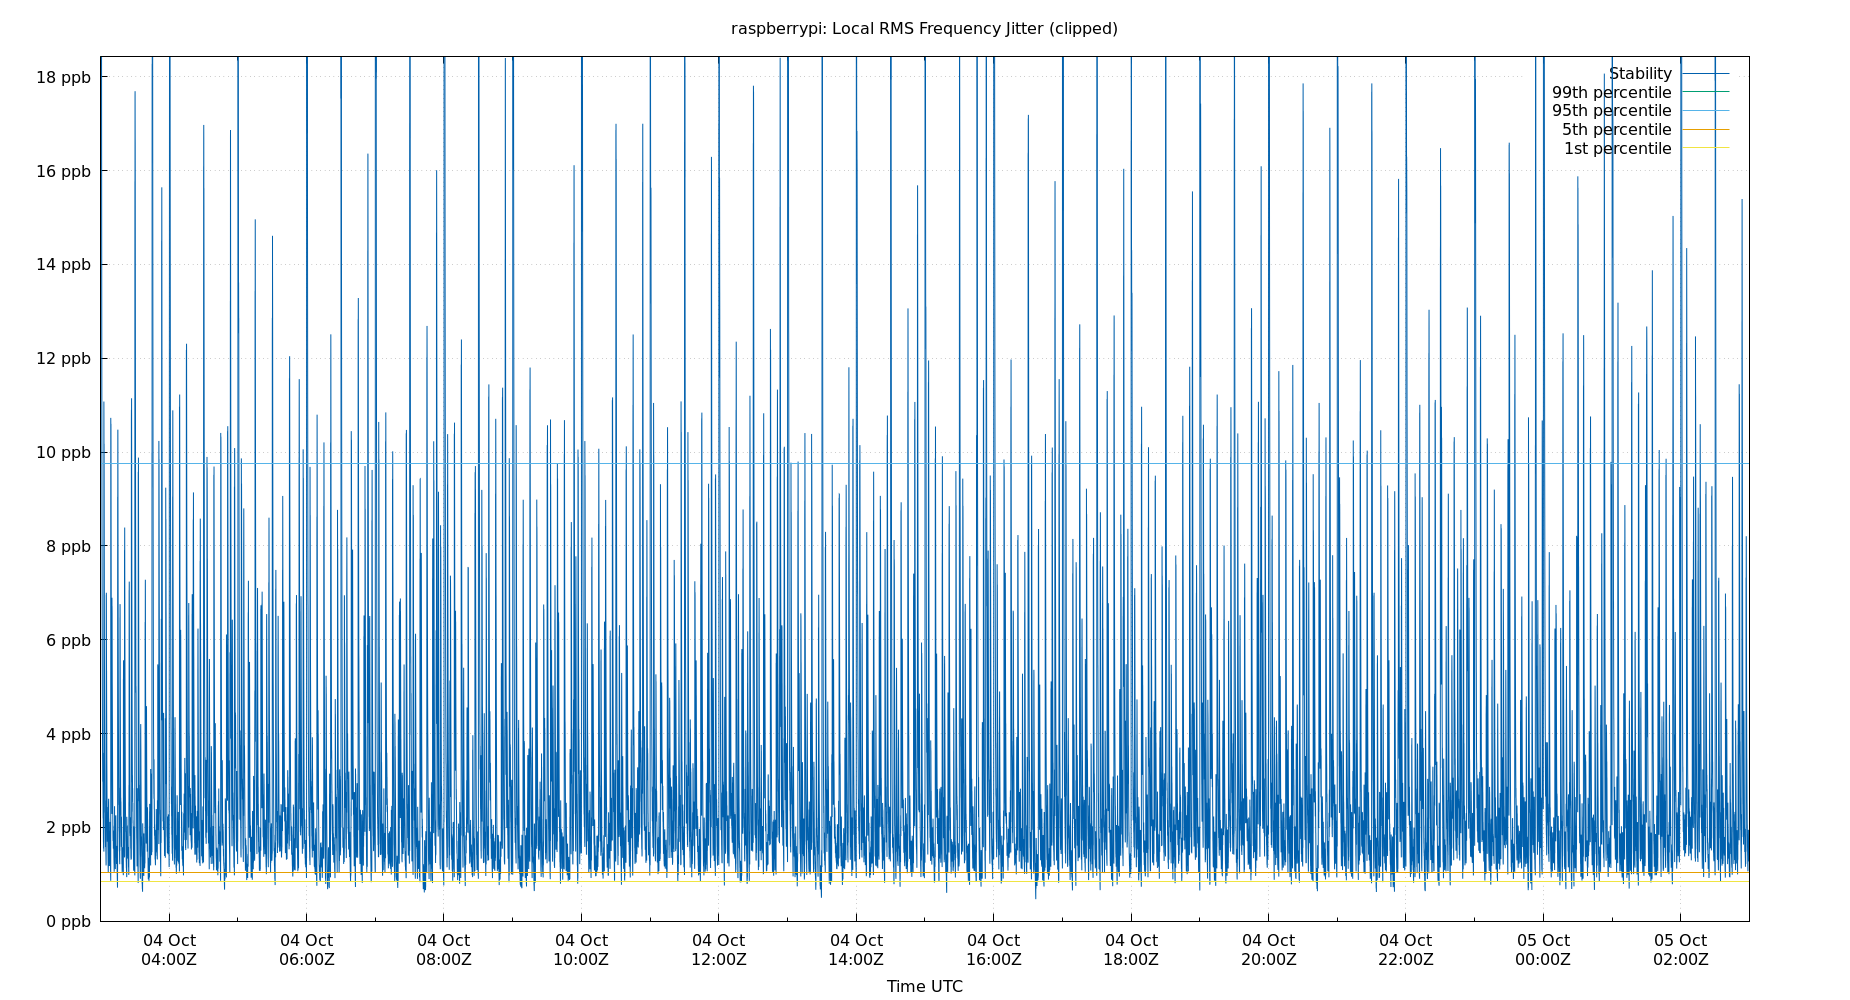 raspberrypi: Local RMS Frequency Jitter (clipped)
18 ppb
16 ppb
14 ppb
12 ppb
10 ppb
8 ppb
6 ppb
4 ppb
2 ppb
0 ppb
Stability
99th percentile
95th percentile
5th percentile
1st percentile
04 Oct 04 Oct 04 Oct 04 Oct 04 Oct 04 Oct 04 Oct 04 Oct 04 Oct 04 Oct 05 Oct 05 Oct
04:00Z 06:00Z 08:00Z 10:00Z 12:00Z 14:00Z 16:00Z 18:00Z 20:00Z 22:00Z 00:00Z 02:00Z
Time UTC